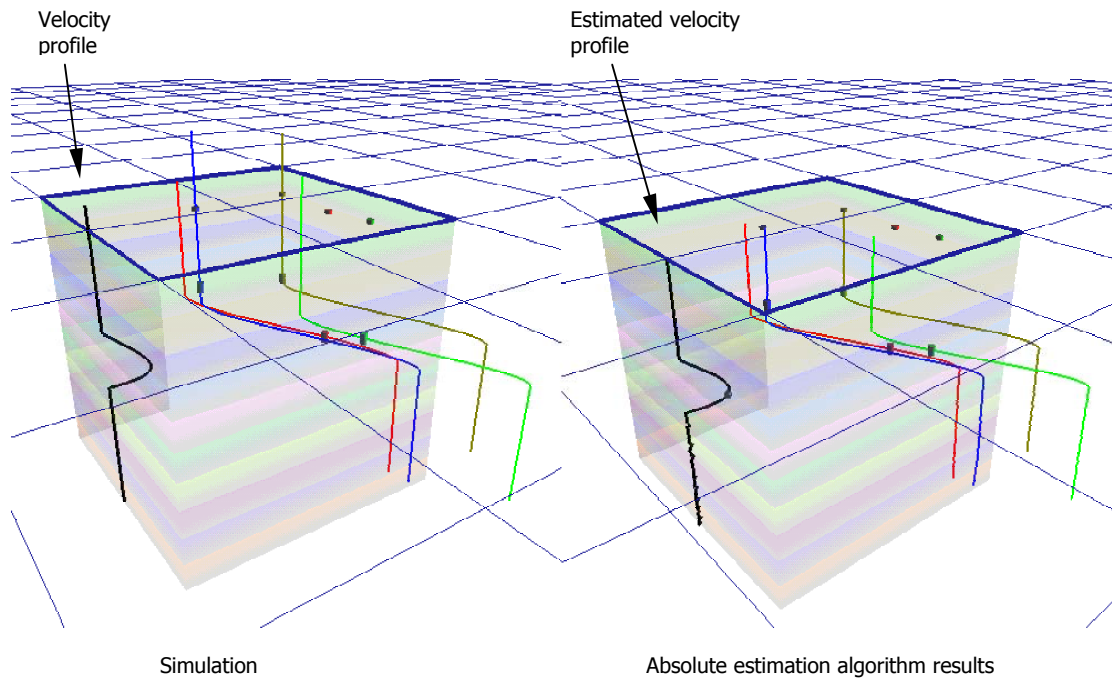 Velocity
profile
Estimated velocity
profile
Simulation
Absolute estimation algorithm results